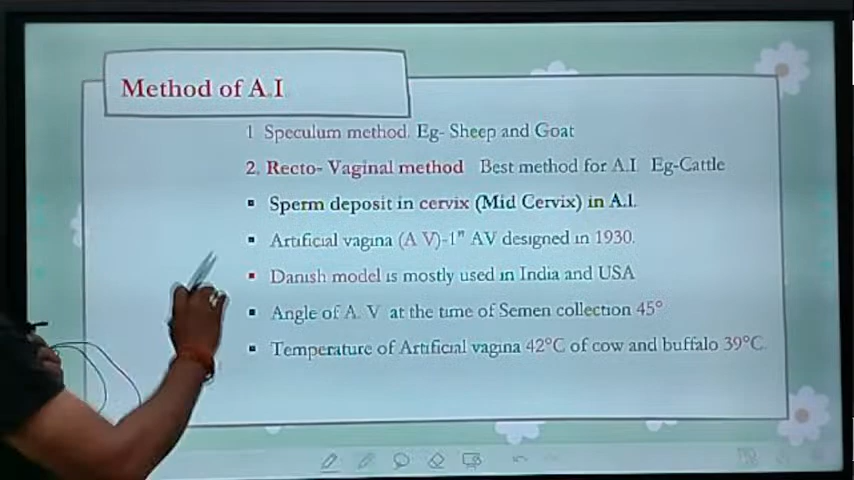 Method of A.I
1 Speculum method. Eg- Sheep and Goat
2. Recto- Vaginal method Best method for A.I Eg-Cattle
Sperm deposit in cervix (Mid Cervix) in A.I.
Artificial vagina (A V)-1" AV designed in 1930.
Danish model is mostly used in India and USA
Angle of A. V at the time of Semen collection 45°
Temperature of Artificial vagina 42°C of cow and buffalo 39°C.